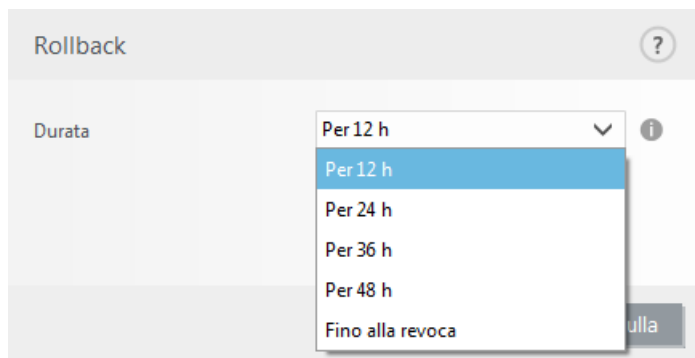 Rollback
?
Durata
Per 12 h
i
Per 12 h
Per 24 h
Per 36 h
Per 48 h
Fino alla revoca
ulla